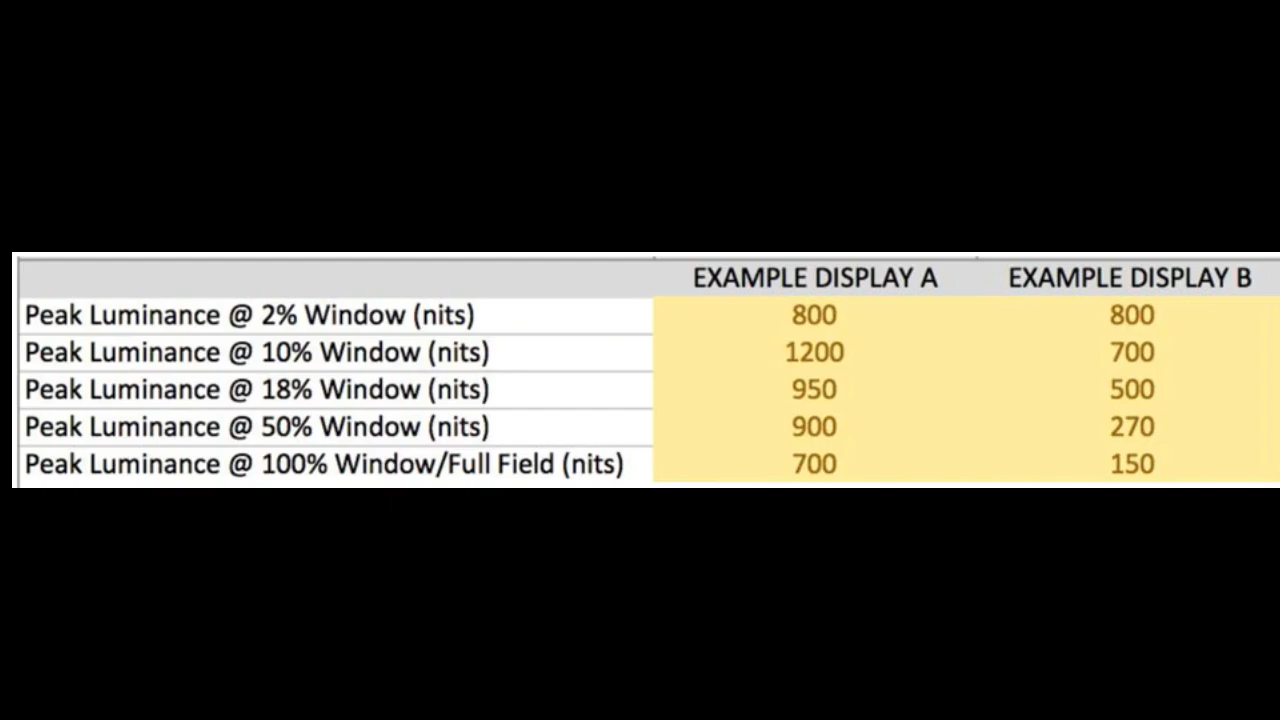 EXAMPLE DISPLAY A EXAMPLE DISPLAY B
Peak Luminance @ 2% Window (nits) 800 800
Peak Luminance @ 10% Window (nits) 1200 700
Peak Luminance @ 18% Window (nits) 950 500
Peak Luminance @ 50% Window (nits) 900 270
Peak Luminance @ 100% Window/Full Field (nits) 700 150